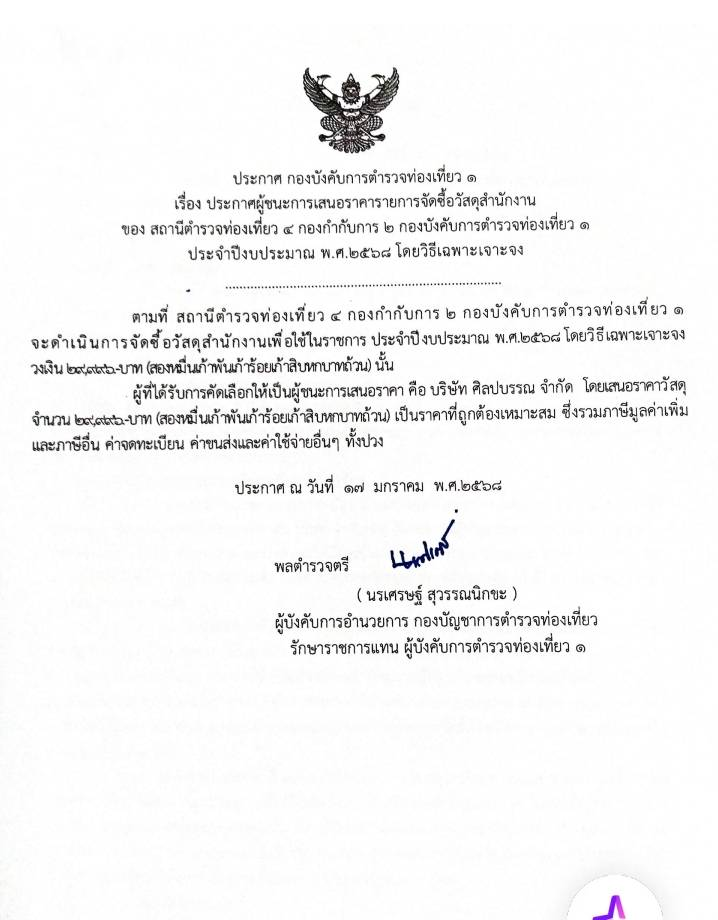 ประกาศ กองบังคับการตำรวจท่องเที่ยว ๑
เรื่อง ประกาศผู้ชนะการเสนอราคารายการจัดซื้อวัสดุสำนักงาน
ของ สถานีตำรวจท่องเที่ยว ๔ กองกำกับการ ๒ กองบังคับการตำรวจท่องเที่ยว ๑
ประจำปีงบประมาณ พ.ศ.๒๕๖๘ โดยวิธีเฉพาะเจาะจง
................................................................................
ตามที่ สถานีตำรวจท่องเที่ยว ๔ กองกำกับการ ๒ กองบังคับการตำรวจท่องเที่ยว ๑
จะดำเนินการจัดซื้อวัสดุสำนักงานเพื่อใช้ในราชการ ประจำปีงบประมาณ พ.ศ.๒๕๖๘ โดยวิธีเฉพาะเจาะจง
วงเงิน ๒๙,๙๙๖.-บาท (สองหมื่นเก้าพันเก้าร้อยเก้าสิบหกบาทถ้วน) นั้น
ผู้ที่ได้รับการคัดเลือกให้เป็นผู้ชนะการเสนอราคา คือ บริษัท ศิลปบรรณ จำกัด โดยเสนอราคาวัสดุ
จำนวน ๒๙,๙๙๖.-บาท (สองหมื่นเก้าพันเก้าร้อยเก้าสิบหกบาทถ้วน) เป็นราคาที่ถูกต้องเหมาะสม ซึ่งรวมภาษีมูลค่าเพิ่ม
และภาษีอื่น ค่าจดทะเบียน ค่าขนส่งและค่าใช้จ่ายอื่นๆ ทั้งปวง
ประกาศ ณ วันที่ ๑๗ มกราคม พ.ศ.๒๕๖๘
พลตำรวจตรี
( นรเศรษฐ์ สุวรรณนิกขะ )
ผู้บังคับการอำนวยการ กองบัญชาการตำรวจท่องเที่ยว
รักษาราชการแทน ผู้บังคับการตำรวจท่องเที่ยว ๑